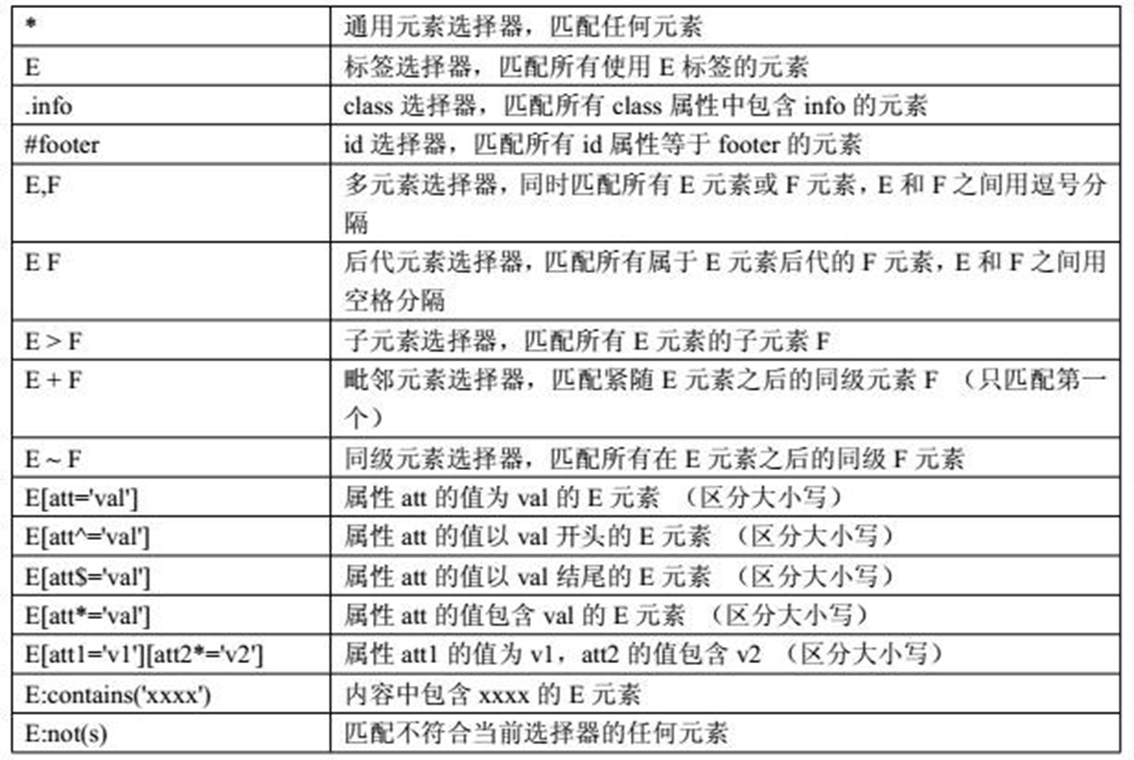 * 通用元素选择器，匹配任何元素
E 标签选择器，匹配所有使用 E 标签的元素
.info class 选择器，匹配所有 class 属性中包含 info 的元素
#footer id 选择器，匹配所有 id 属性等于 footer 的元素
E,F 多元素选择器，同时匹配所有 E 元素或 F 元素，E 和 F 之间用逗号分
隔
E F 后代元素选择器，匹配所有属于 E 元素后代的 F 元素，E 和 F 之间用
空格分隔
E > F 子元素选择器，匹配所有 E 元素的子元素 F
E + F 毗邻元素选择器，匹配紧随 E 元素之后的同级元素 F （只匹配第一
个）
E ~ F 同级元素选择器，匹配所有在 E 元素之后的同级 F 元素
E[att='val'] 属性 att 的值为 val 的 E 元素 （区分大小写）
E[att^='val'] 属性 att 的值以 val 开头的 E 元素 （区分大小写）
E[att$='val'] 属性 att 的值以 val 结尾的 E 元素 （区分大小写）
E[att*='val'] 属性 att 的值包含 val 的 E 元素 （区分大小写）
E[att1='v1'][att2*='v2'] 属性 att1 的值为 v1，att2 的值包含 v2 （区分大小写）
E:contains('xxxx') 内容中包含 xxxx 的 E 元素
E:not(s) 匹配不符合当前选择器的任何元素